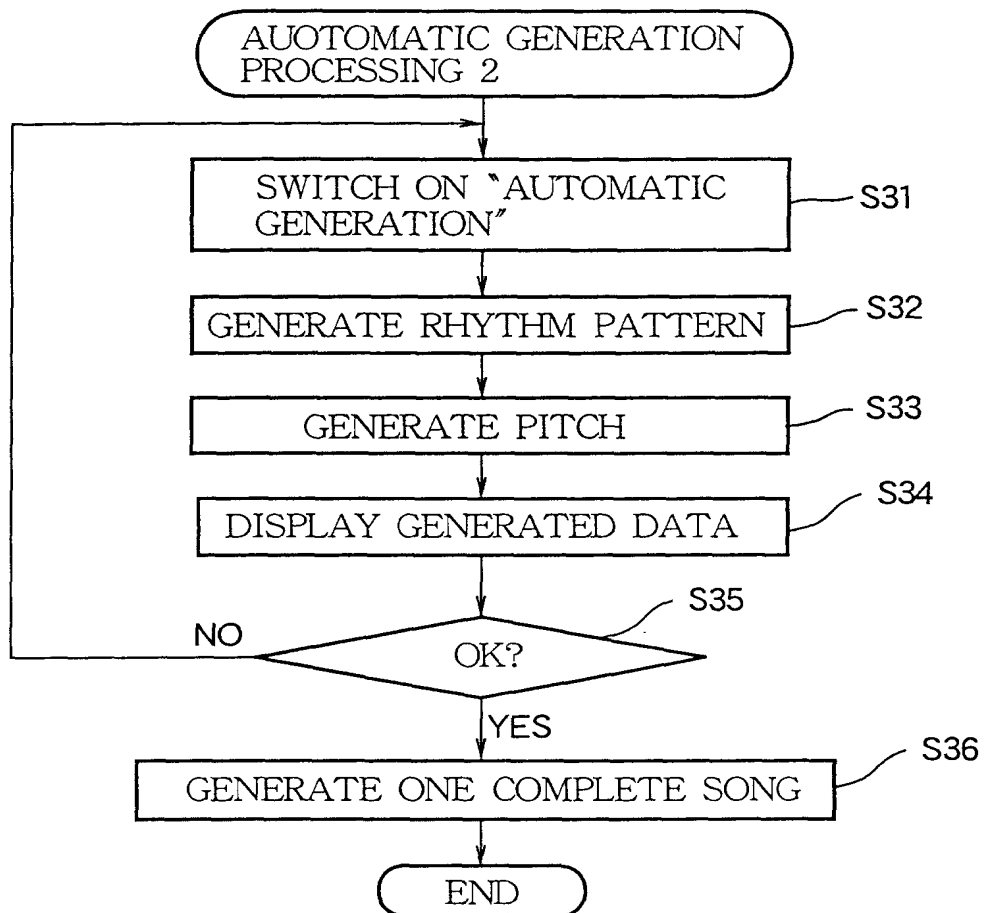 AUOTOMATIC GENERATION
PROCESSING 2
SWITCH ON 〝AUTOMATIC
GENERATION〞
S31
GENERATE RHYTHM PATTERN
S32
GENERATE PITCH
S33
DISPLAY GENERATED DATA
S34
S35
NO
OK?
YES
GENERATE ONE COMPLETE SONG
S36
END